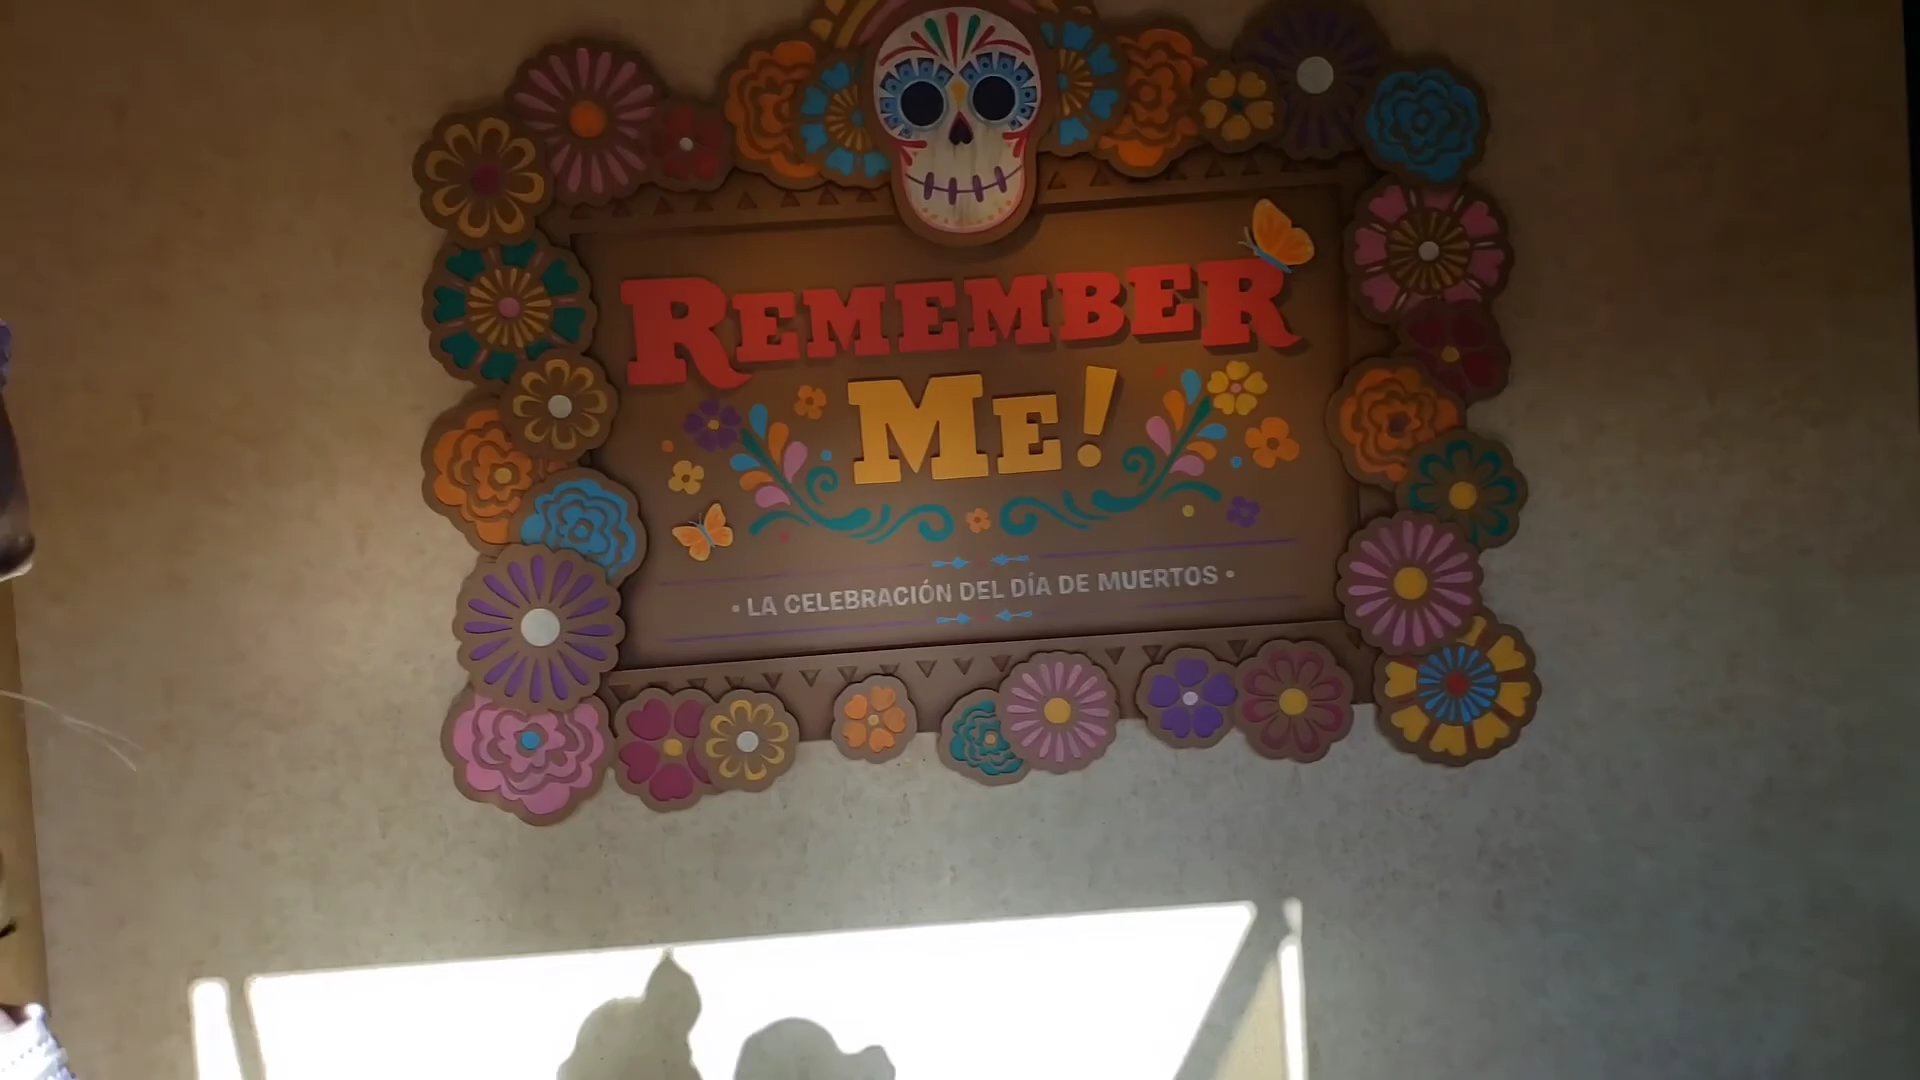 REMEMBER
ME!
• LA CELEBRACIÓN DEL DÍA DE MUERTOS •